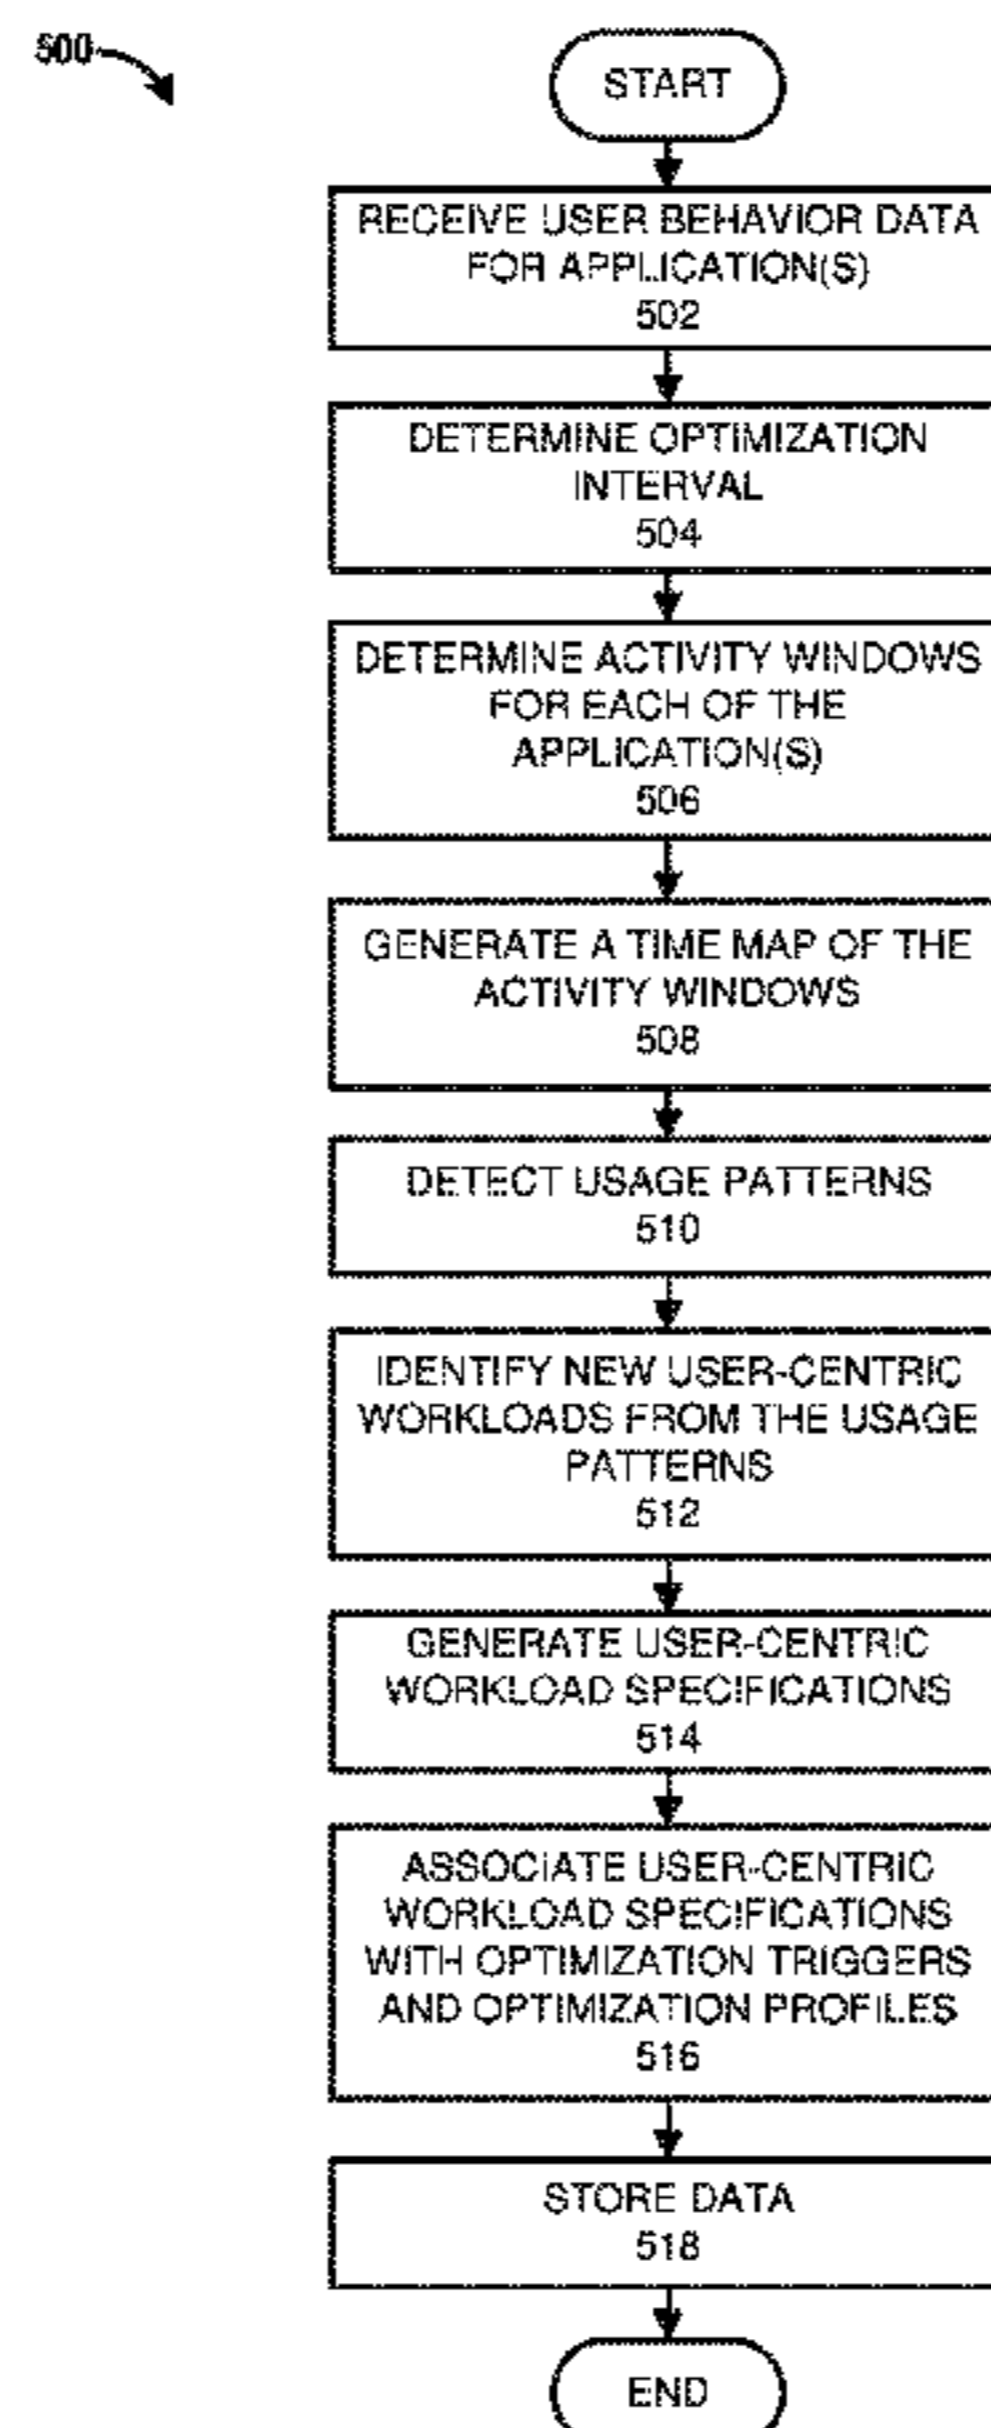 500
START
RECEIVE USER BEHAVIOR DATA
FOR APPLICATION(S)
502
DETERMINE OPTIMIZATION
INTERVAL
504
DETERMINE ACTIVITY WINDOWS
FOR EACH OF THE
APPLICATION(S)
506
GENERATE A TIME MAP OF THE
ACTIVITY WINDOWS
508
DETECT USAGE PATTERNS
510
IDENTIFY NEW USER-CENTRIC
WORKLOADS FROM THE USAGE
PATTERNS
512
GENERATE USER-CENTRIC
WORKLOAD SPECIFICATIONS
514
ASSOCIATE USER-CENTRIC
WORKLOAD SPECIFICATIONS
WITH OPTIMIZATION TRIGGERS
AND OPTIMIZATION PROFILES
516
STORE DATA
518
END